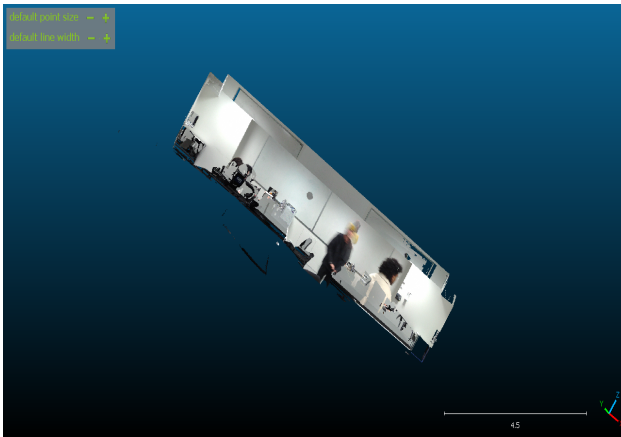 default point size − +
default line width − +
4.5
Y
Z